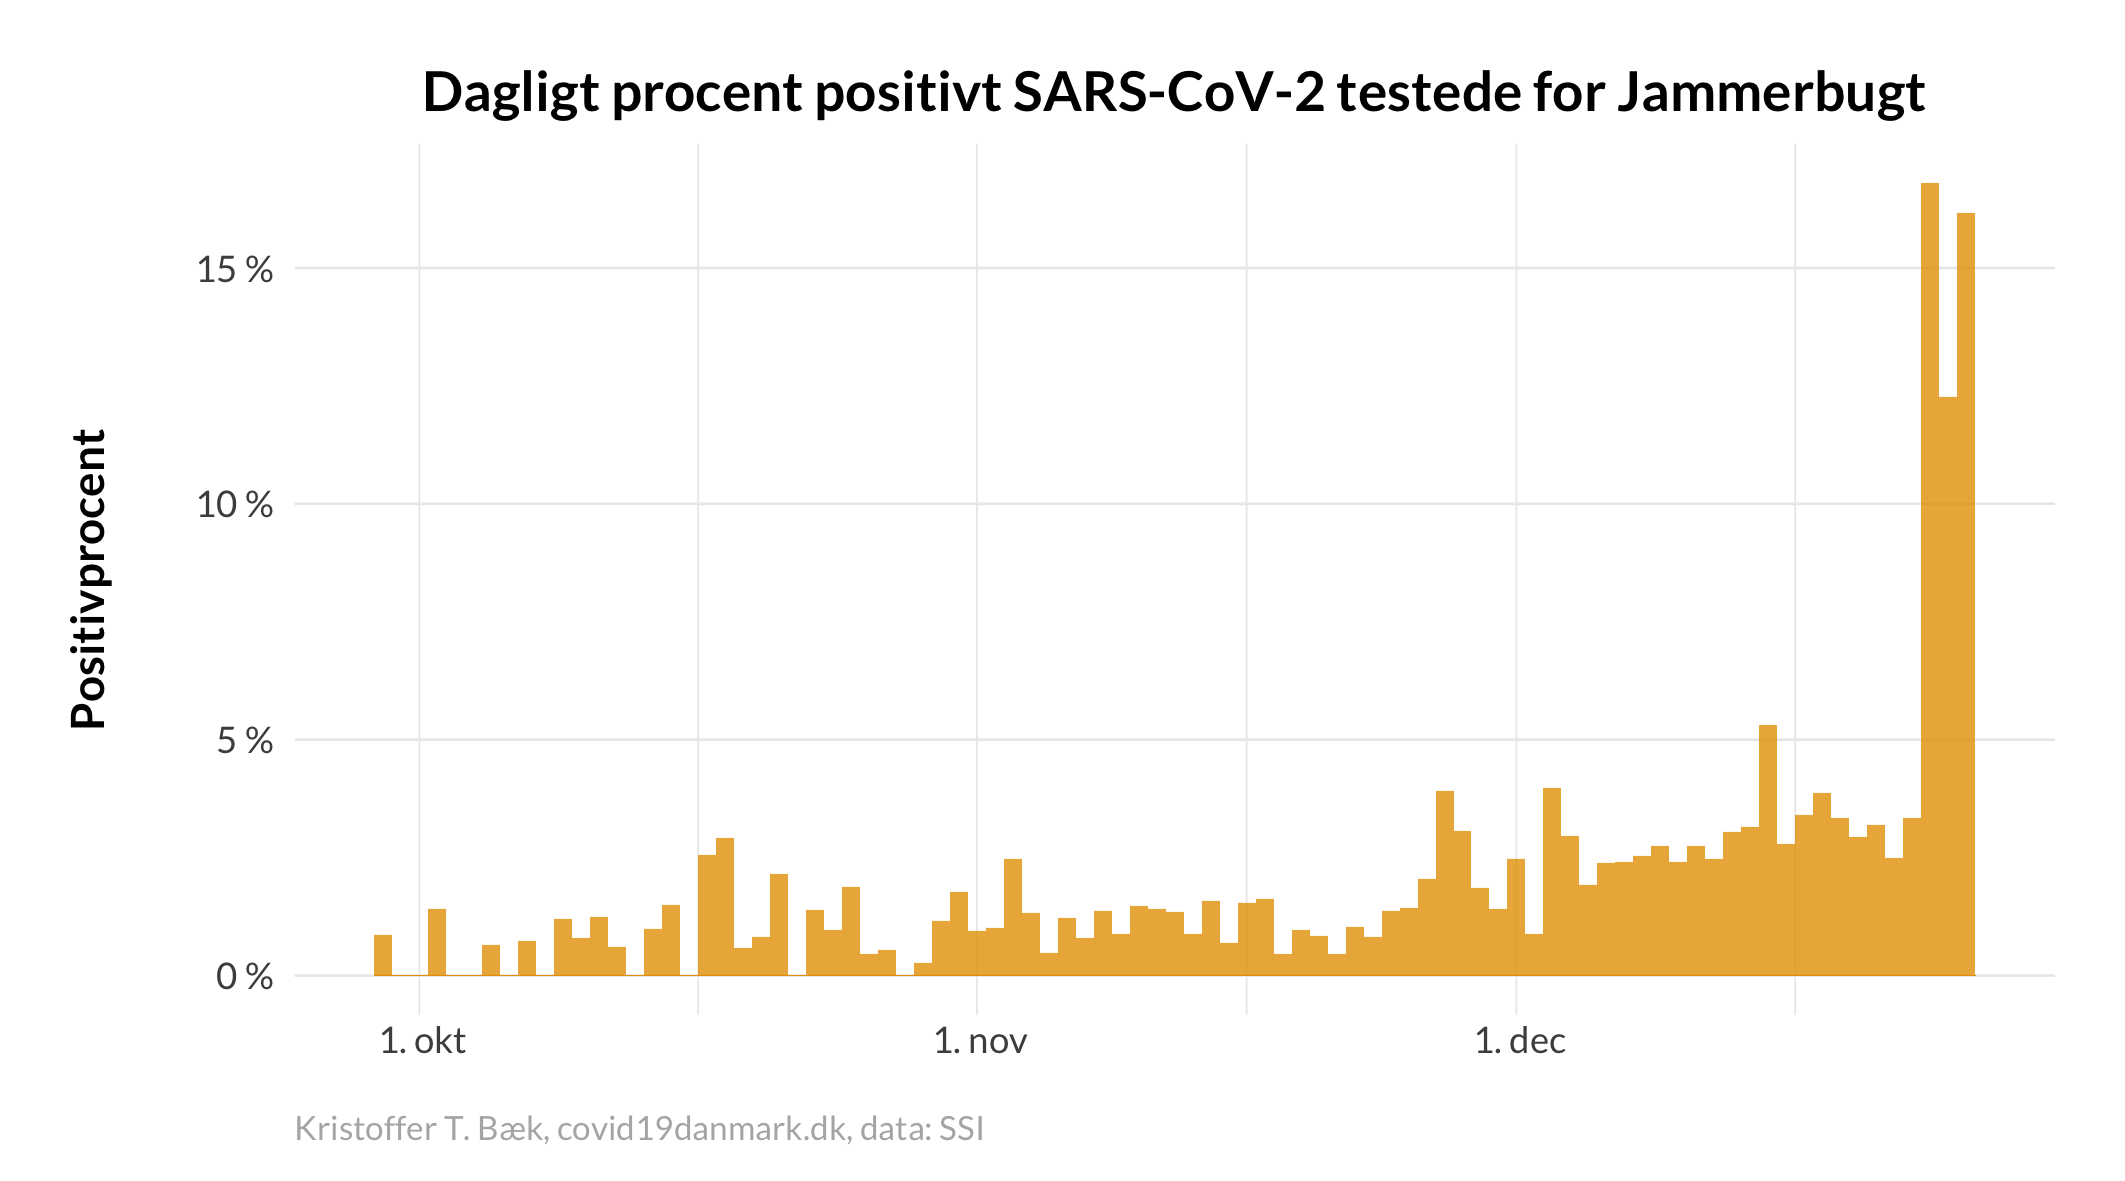 Dagligt procent positivt SARS-CoV-2 testede for Jammerbugt
Positivprocent
15 %
10 %
5 %
0 %
1. okt
1. nov
1. dec
Kristoffer T. Bæk, covid19danmark.dk, data: SSI